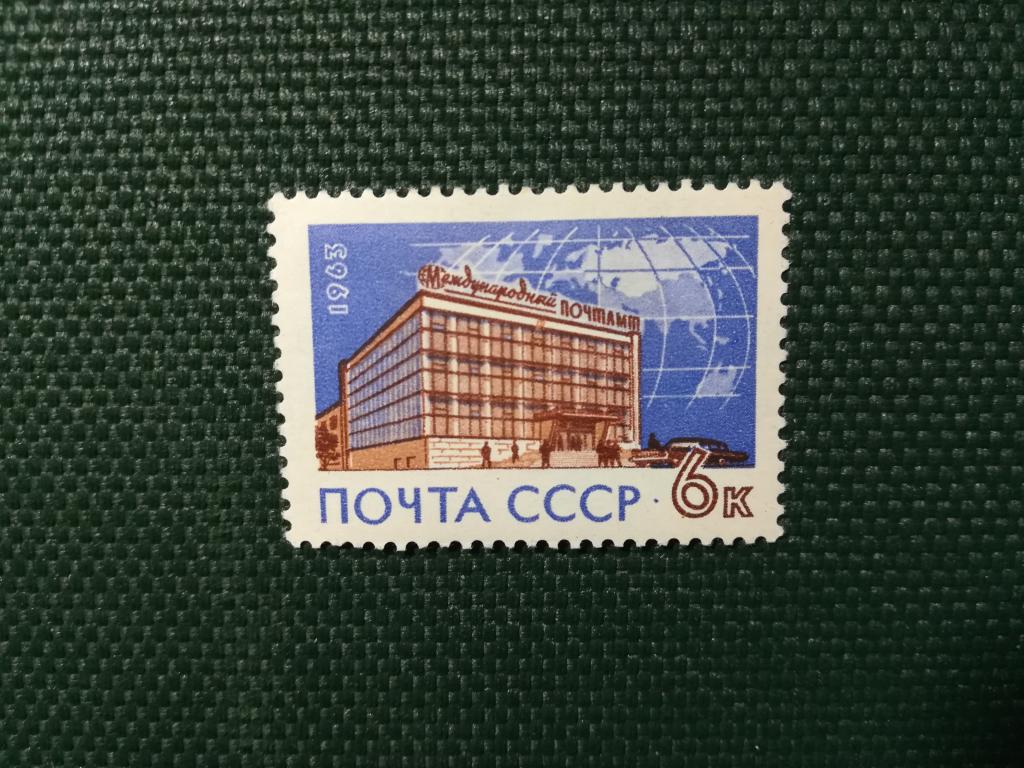 1963
Международный почтамт
ПОЧТА СССР · 6к